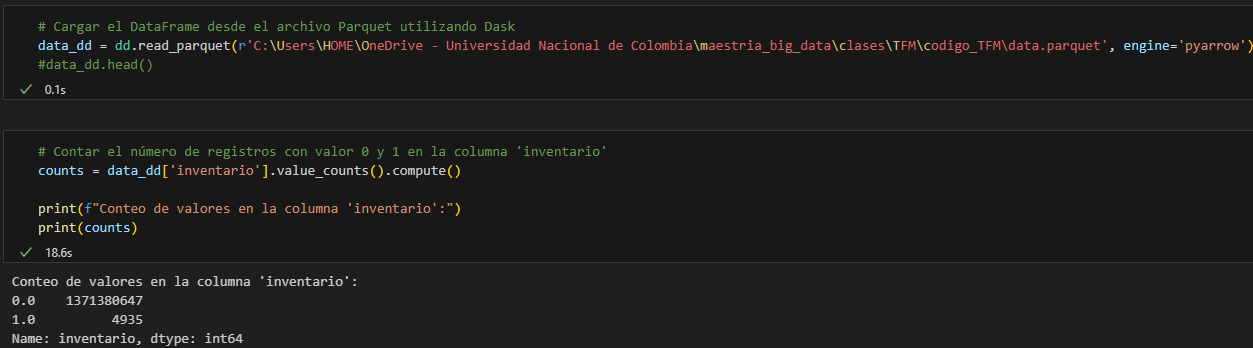 # Cargar el DataFrame desde el archivo Parquet utilizando Dask
data_dd = dd.read_parquet(r'C:\Users\HOME\OneDrive - Universidad Nacional de Colombia\maestria_big_data\clases\TFM\codigo_TFM\data.parquet', engine='pyarrow')
#data_dd.head()
0.1s
# Contar el número de registros con valor 0 y 1 en la columna 'inventario'
counts = data_dd['inventario'].value_counts().compute()
print(f"Conteo de valores en la columna 'inventario':")
print(counts)
18.6s
Conteo de valores en la columna 'inventario':
0.0    1371380647
1.0          4935
Name: inventario, dtype: int64